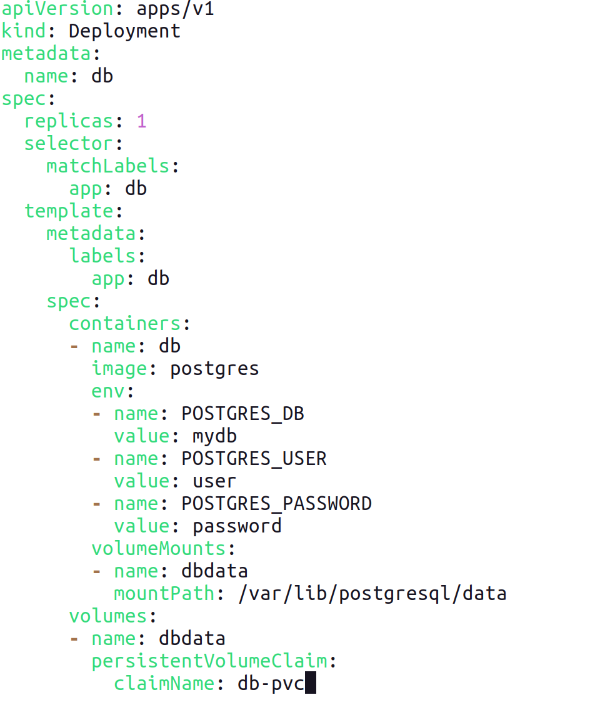 apiVersion: apps/v1
kind: Deployment
metadata:
  name: db
spec:
  replicas: 1
  selector:
    matchLabels:
      app: db
  template:
    metadata:
      labels:
        app: db
    spec:
      containers:
      - name: db
        image: postgres
        env:
        - name: POSTGRES_DB
          value: mydb
        - name: POSTGRES_USER
          value: user
        - name: POSTGRES_PASSWORD
          value: password
        volumeMounts:
        - name: dbdata
          mountPath: /var/lib/postgresql/data
      volumes:
      - name: dbdata
        persistentVolumeClaim:
          claimName: db-pvc